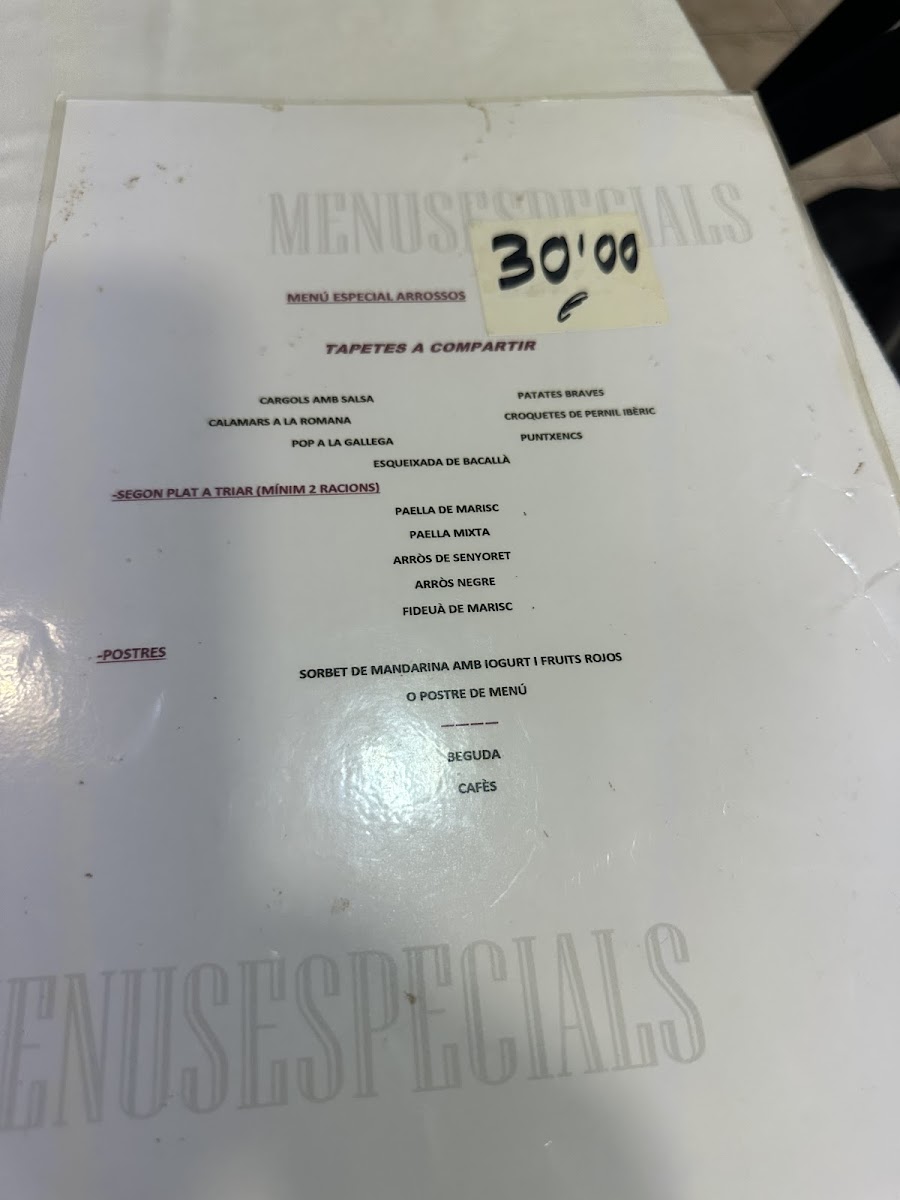 MENUSESPECIALS
30'00
€
MENÚ ESPECIAL ARROSSOS
TAPETES A COMPARTIR
CARGOLS AMB SALSA
PATATES BRAVES
CALAMARS A LA ROMANA
CROQUETES DE PERNIL IBÈRIC
POP A LA GALLEGA
PUNTXENCS
ESQUEIXADA DE BACALLÀ
-SEGON PLAT A TRIAR (MÍNIM 2 RACIONS)
PAELLA DE MARISC
PAELLA MIXTA
ARRÒS DE SENYORET
ARRÒS NEGRE
FIDEUÀ DE MARISC
-POSTRES
SORBET DE MANDARINA AMB IOGURT I FRUITS ROJOS
O POSTRE DE MENÚ
————
BEGUDA
CAFÈS
ENUSESPECIALS